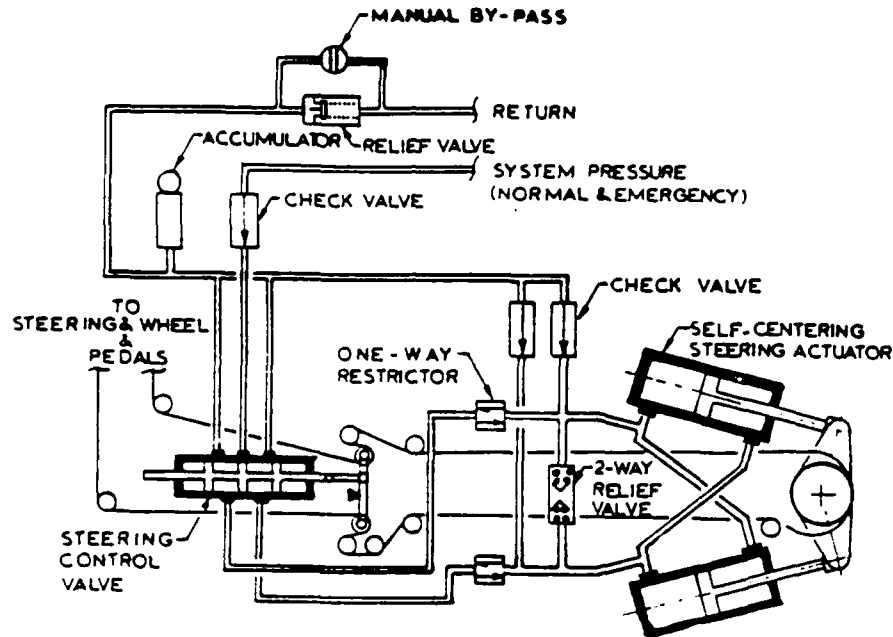 MANUAL BY-PASS
RETURN
ACCUMULATOR
RELIEF VALVE
SYSTEM PRESSURE
(NORMAL & EMERGENCY)
CHECK VALVE
CHECK VALVE
TO
STEERING & WHEEL
&
PEDALS
ONE-WAY
RESTRICTOR
SELF-CENTERING
STEERING ACTUATOR
2-WAY
RELIEF
VALVE
STEERING
CONTROL
VALVE